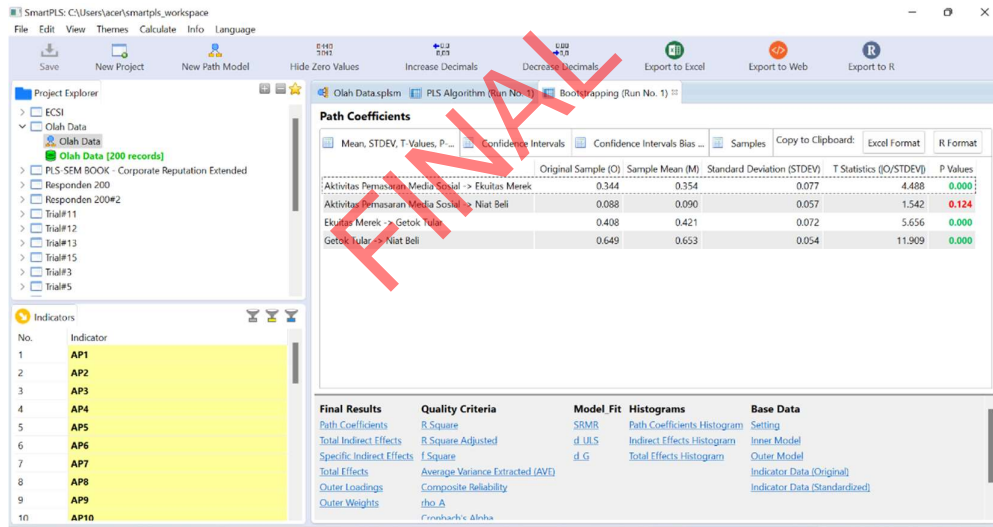 SmartPLS: C:\Users\acer\smartpls_workspace
File Edit View Themes Calculate Info Language
Save New Project New Path Model Hide Zero Values Increase Decimals Decrease Decimals Export to Excel Export to Web Export to R
Project Explorer
ECSI
Olah Data
Olah Data
Olah Data [200 records]
PLS-SEM BOOK - Corporate Reputation Extended
Responden 200
Responden 200#2
Trial#11
Trial#12
Trial#13
Trial#15
Trial#3
Trial#5
Indicators
No. Indicator
1 AP1
2 AP2
3 AP3
4 AP4
5 AP5
6 AP6
7 AP7
8 AP8
9 AP9
10 AP10
Olah Data.splsm PLS Algorithm (Run No. 1) Bootstrapping (Run No. 1)
Path Coefficients
Mean, STDEV, T-Values, P-... Confidence Intervals Confidence Intervals Bias ... Samples Copy to Clipboard: Excel Format R Format
Original Sample (O) Sample Mean (M) Standard Deviation (STDEV) T Statistics (|O/STDEV|) P Values
Aktivitas Pemasaran Media Sosial -> Ekuitas Merek 0.344 0.354 0.077 4.488 0.000
Aktivitas Pemasaran Media Sosial -> Niat Beli 0.088 0.090 0.057 1.542 0.124
Ekuitas Merek -> Getok Tular 0.408 0.421 0.072 5.656 0.000
Getok Tular -> Niat Beli 0.649 0.653 0.054 11.909 0.000
FINAL
Final Results Quality Criteria Model_Fit Histograms Base Data
Path Coefficients R Square SRMR Path Coefficients Histogram Setting
Total Indirect Effects R Square Adjusted d_ULS Indirect Effects Histogram Inner Model
Specific Indirect Effects f Square d_G Total Effects Histogram Outer Model
Total Effects Average Variance Extracted (AVE) Indicator Data (Original)
Outer Loadings Composite Reliability Indicator Data (Standardized)
Outer Weights rho_A
Cronbach's Alpha